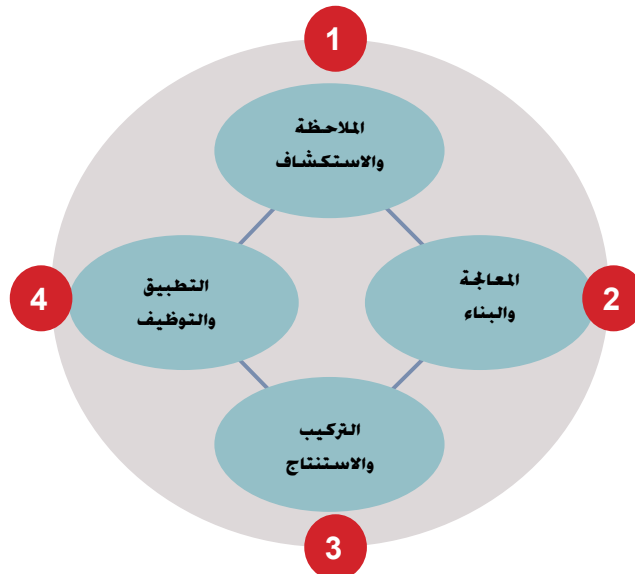 1
الملاحظة
والاستكشاف
2
المعالجة
والبناء
3
التركيب
والاستنتاج
4
التطبيق
والتوظيف